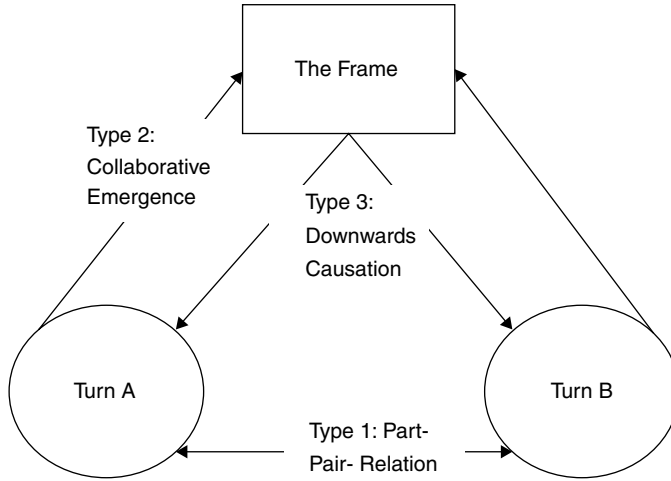 The Frame
Type 2:
Collaborative
Emergence
Type 3:
Downwards
Causation
Turn A
Turn B
Type 1: Part-
Pair- Relation